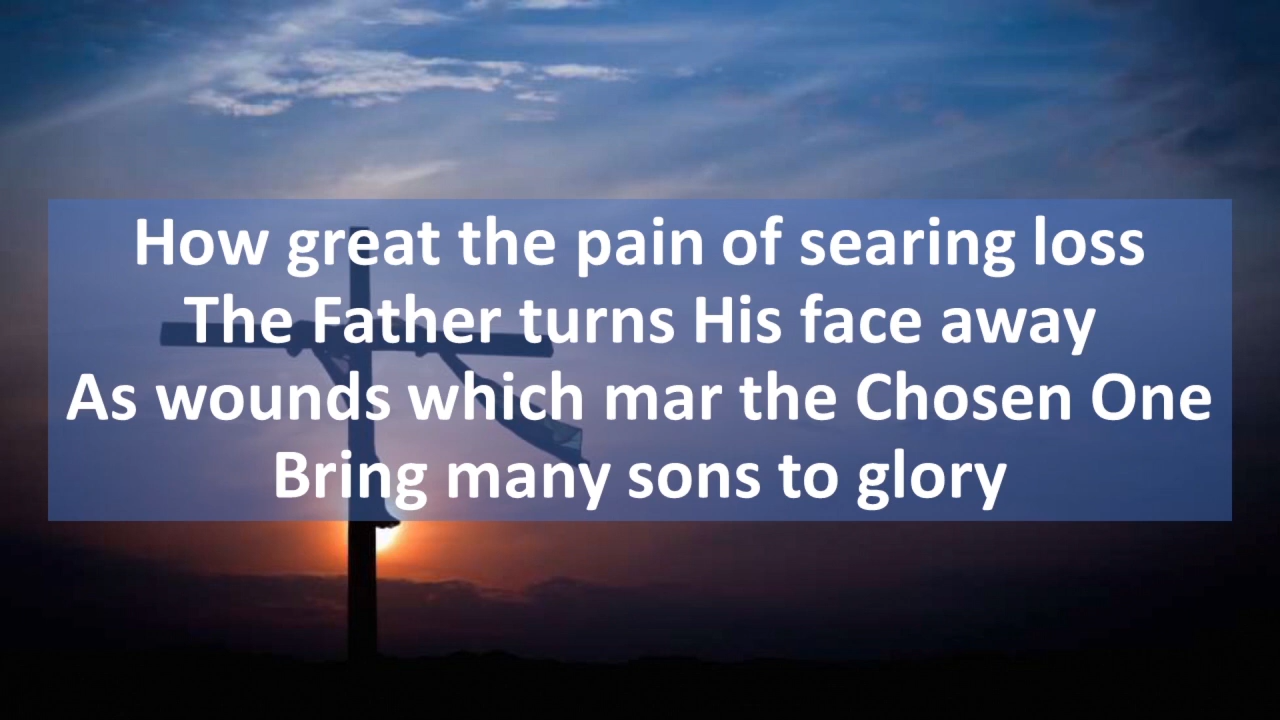 How great the pain of searing loss
The Father turns His face away
As wounds which mar the Chosen One
Bring many sons to glory